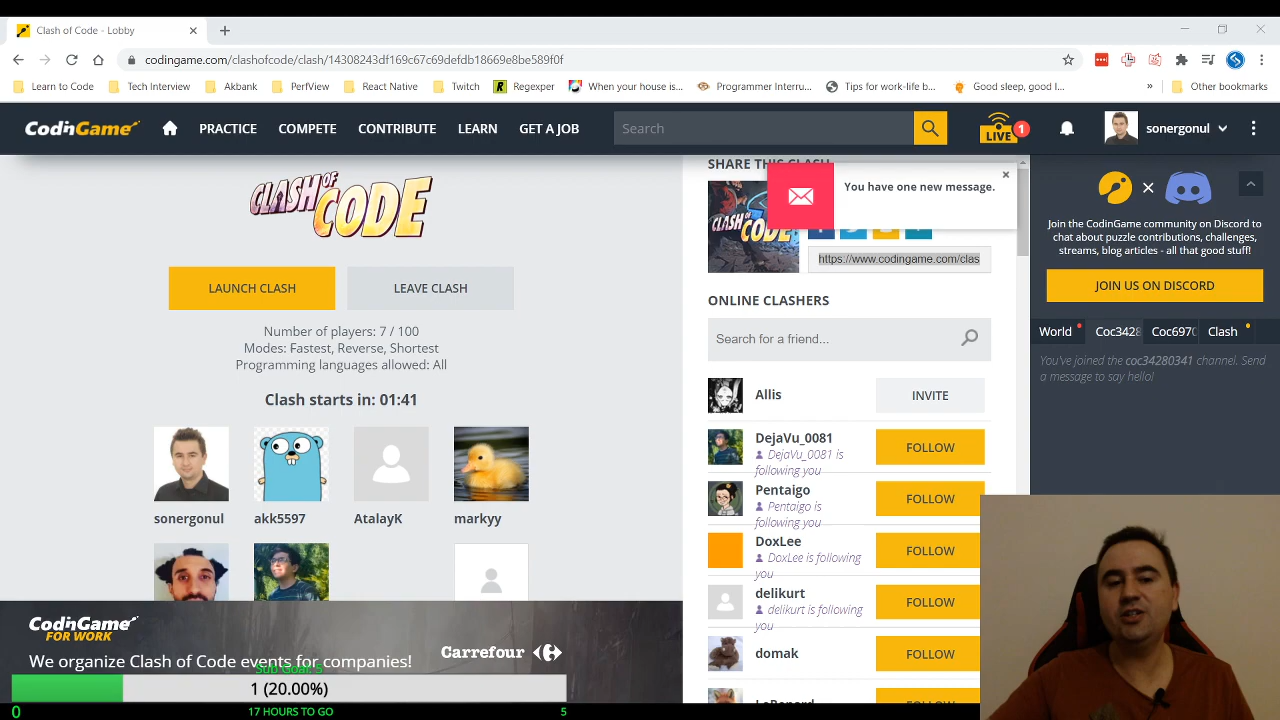 Clash of Code - Lobby
codingame.com/clashofcode/clash/14308243df196c67c69defdb18669e8be589f0f
Learn to Code
Tech Interview
Akbank
PerfView
React Native
Twitch
Regexper
When your house is...
Programmer Interru...
Tips for work-life b...
Good sleep, good l...
»
Other bookmarks
CodinGame
PRACTICE
COMPETE
CONTRIBUTE
LEARN
GET A JOB
Search
LIVE
1
sonergonul
CLASH OF CODE
LAUNCH CLASH
LEAVE CLASH
Number of players: 7 / 100
Modes: Fastest, Reverse, Shortest
Programming languages allowed: All
Clash starts in: 01:41
sonergonul
akk5597
AtalayK
markyy
CodinGame
FOR WORK
We organize Clash of Code events for companies!
Carrefour
Sub Goal: 5
1 (20.00%)
0
17 HOURS TO GO
5
SHARE THIS CLASH
You have one new message.
CLASH OF CODE
https://www.codingame.com/clas
ONLINE CLASHERS
Search for a friend...
Allis
INVITE
DejaVu_0081
DejaVu_0081 is
following you
FOLLOW
Pentaigo
Pentaigo is
following you
FOLLOW
DoxLee
DoxLee is following
you
FOLLOW
delikurt
delikurt is following
you
FOLLOW
domak
FOLLOW
LeRenard
FOLLOW
Join the CodinGame community on Discord to
chat about puzzle contributions, challenges,
streams, blog articles - all that good stuff!
JOIN US ON DISCORD
World
Coc3428
Coc697
Clash
You've joined the coc34280341 channel. Send
a message to say hello!